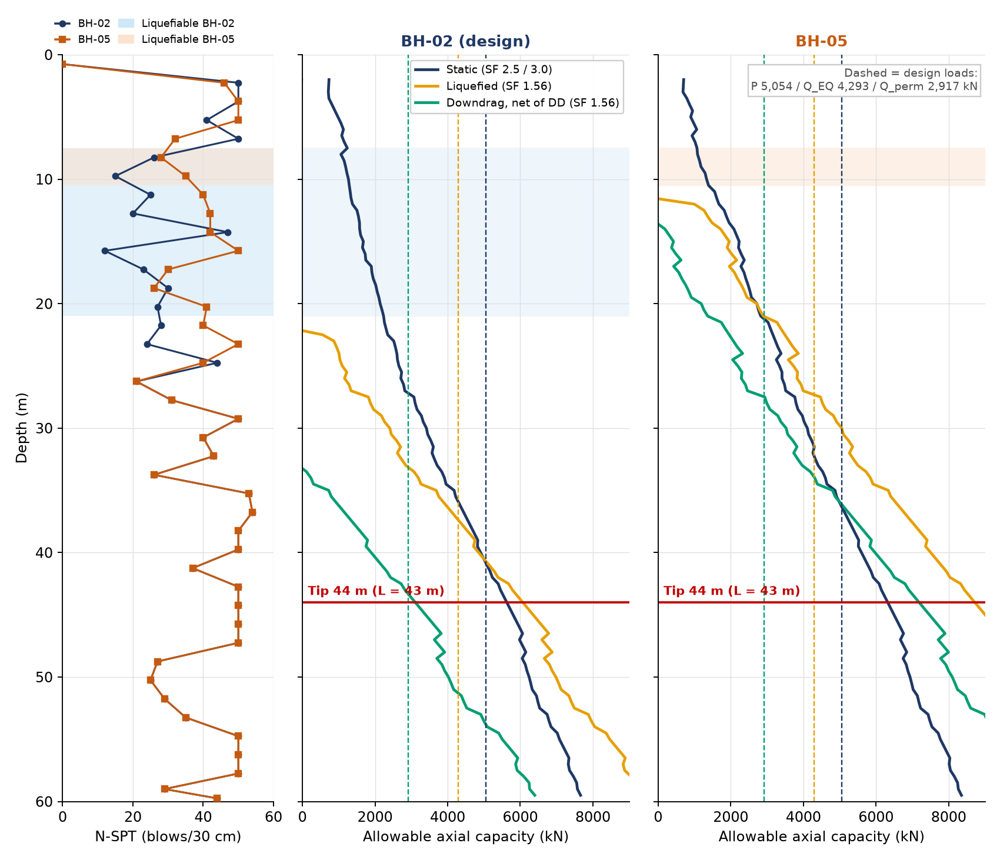 BH-02
BH-05
Liquefiable BH-02
Liquefiable BH-05
BH-02 (design)
BH-05
Static (SF 2.5 / 3.0)
Liquefied (SF 1.56)
Downdrag, net of DD (SF 1.56)
Dashed = design loads:
P 5,054 / Q_EQ 4,293 / Q_perm 2,917 kN
Tip 44 m (L = 43 m)
Tip 44 m (L = 43 m)
Depth (m)
0
10
20
30
40
50
60
0 20 40 60
N-SPT (blows/30 cm)
0 2000 4000 6000 8000
Allowable axial capacity (kN)
0 2000 4000 6000 8000
Allowable axial capacity (kN)